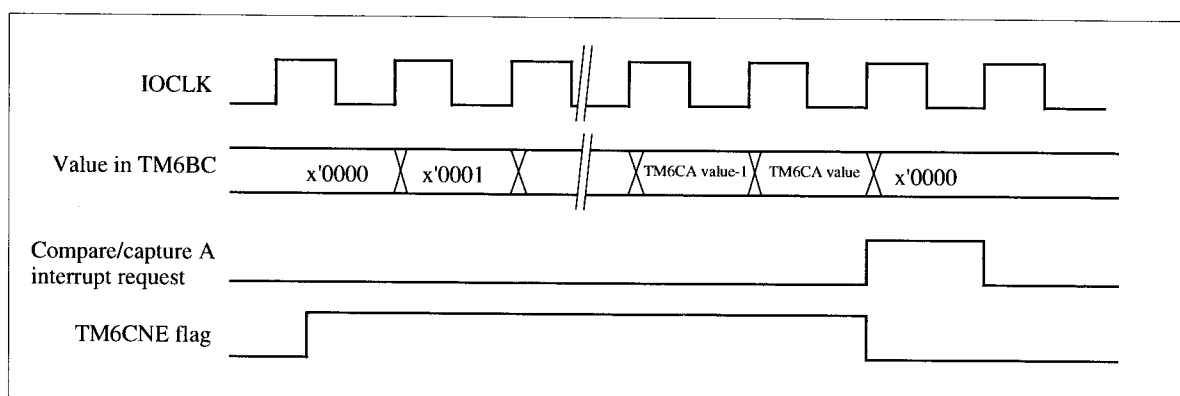 IOCLK
Value in TM6BC
x'0000
x'0001
TM6CA value-1
TM6CA value
x'0000
Compare/capture A
interrupt request
TM6CNE flag